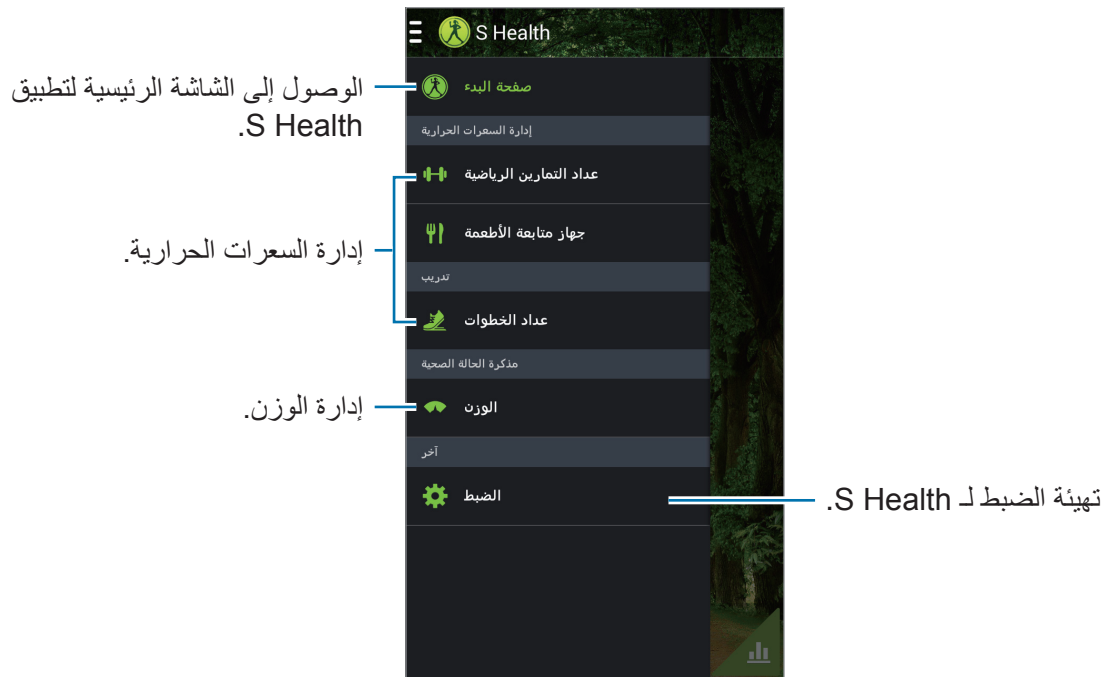 S Health
صفحة البدء
الوصول إلى الشاشة الرئيسية لتطبيق
S Health.
إدارة السعرات الحرارية
عداد التمارين الرياضية
جهاز متابعة الأطعمة
إدارة السعرات الحرارية.
تدريب
عداد الخطوات
مذكرة الحالة الصحية
الوزن
إدارة الوزن.
آخر
الضبط
تهيئة الضبط لـ S Health.